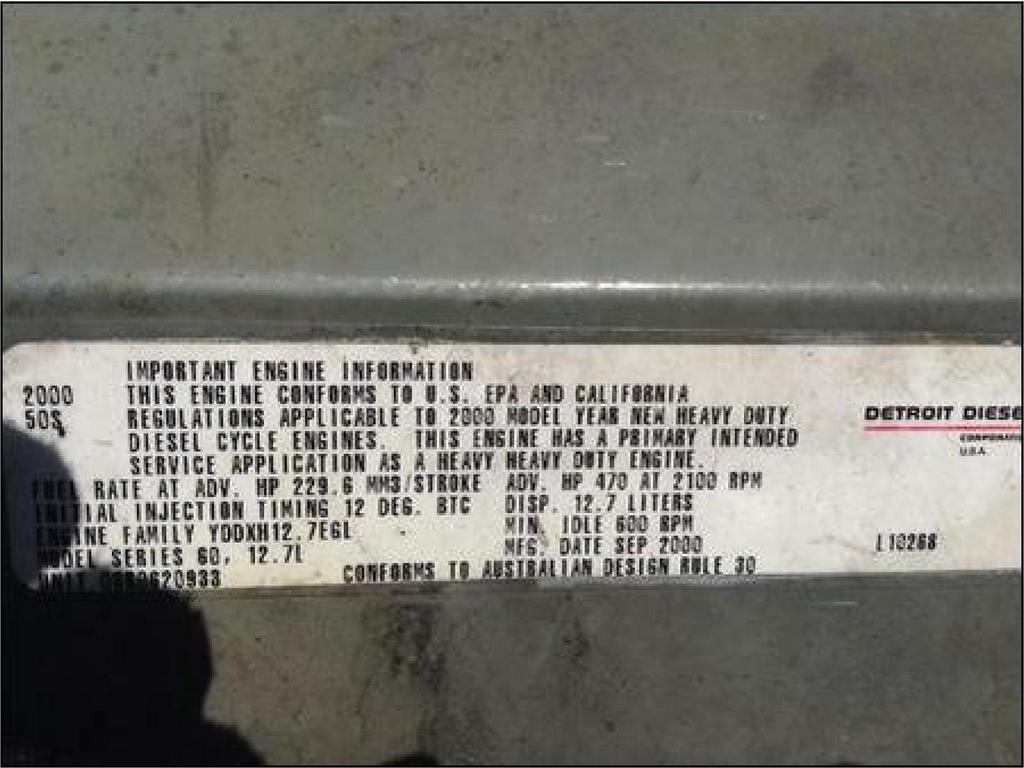 IMPORTANT ENGINE INFORMATION
2000 THIS ENGINE CONFORMS TO U.S. EPA AND CALIFORNIA
50S REGULATIONS APPLICABLE TO 2000 MODEL YEAR NEW HEAVY DUTY
DIESEL CYCLE ENGINES. THIS ENGINE HAS A PRIMARY INTENDED
SERVICE APPLICATION AS A HEAVY HEAVY DUTY ENGINE.
FUEL RATE AT ADV. HP 229.6 MM3/STROKE ADV. HP 470 AT 2100 RPM
INITIAL INJECTION TIMING 12 DEG. BTC DISP. 12.7 LITERS
ENGINE FAMILY YDDXH12.7EGL MIN. IDLE 600 RPM
MODEL SERIES 60, 12.7L MFG. DATE SEP 2000
UNIT CONFORMS TO AUSTRALIAN DESIGN RULE 30
DETROIT DIESE
CORPORATI
U.S.A.
L10268